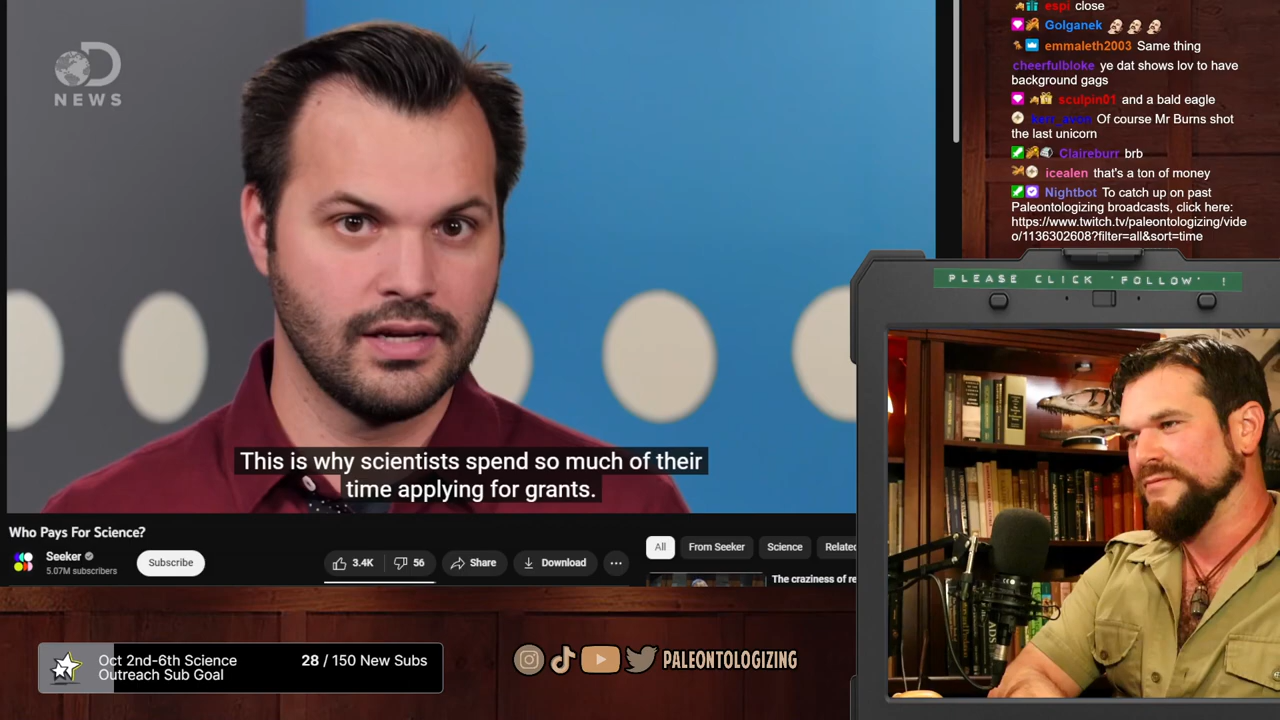 NEWS
This is why scientists spend so much of their
time applying for grants.
Who Pays For Science?
Seeker
5.07M subscribers
Subscribe
3.4K
56
Share
Download
...
All
From Seeker
Science
Related
The craziness of re
espi close
Golganek
emmaleth2003 Same thing
cheerfulbloke ye dat shows lov to have
background gags
sculpin01 and a bald eagle
kerr_avon Of course Mr Burns shot
the last unicorn
Claireburr brb
icealen that's a ton of money
Nightbot To catch up on past
Paleontologizing broadcasts, click here:
https://www.twitch.tv/paleontologizing/vide
o/1136302608?filter=all&sort=time
PLEASE CLICK "FOLLOW" !
Oct 2nd-6th Science
Outreach Sub Goal
28 / 150 New Subs
PALEONTOLOGIZING